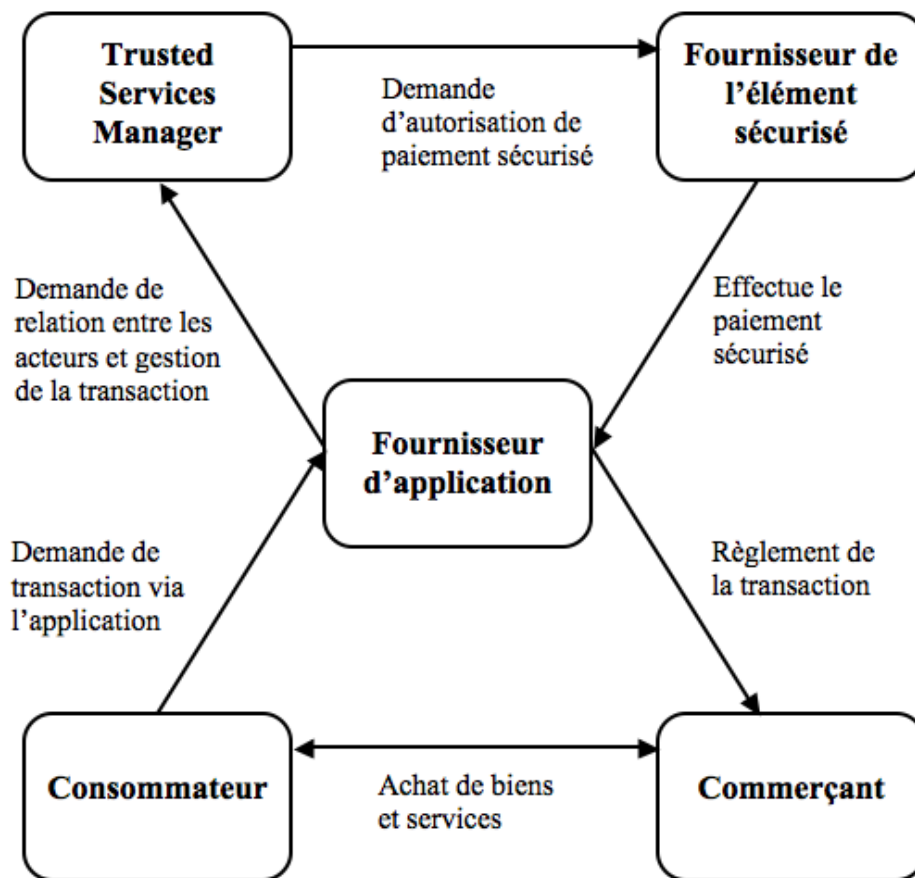 Trusted
Services
Manager
Demande
d'autorisation de
paiement sécurisé
Fournisseur de
l'élément
sécurisé
Demande de
relation entre les
acteurs et gestion
de la transaction
Effectue le
paiement
sécurisé
Fournisseur
d'application
Demande de
transaction via
l'application
Règlement de
la transaction
Consommateur
Achat de biens
et services
Commerçant